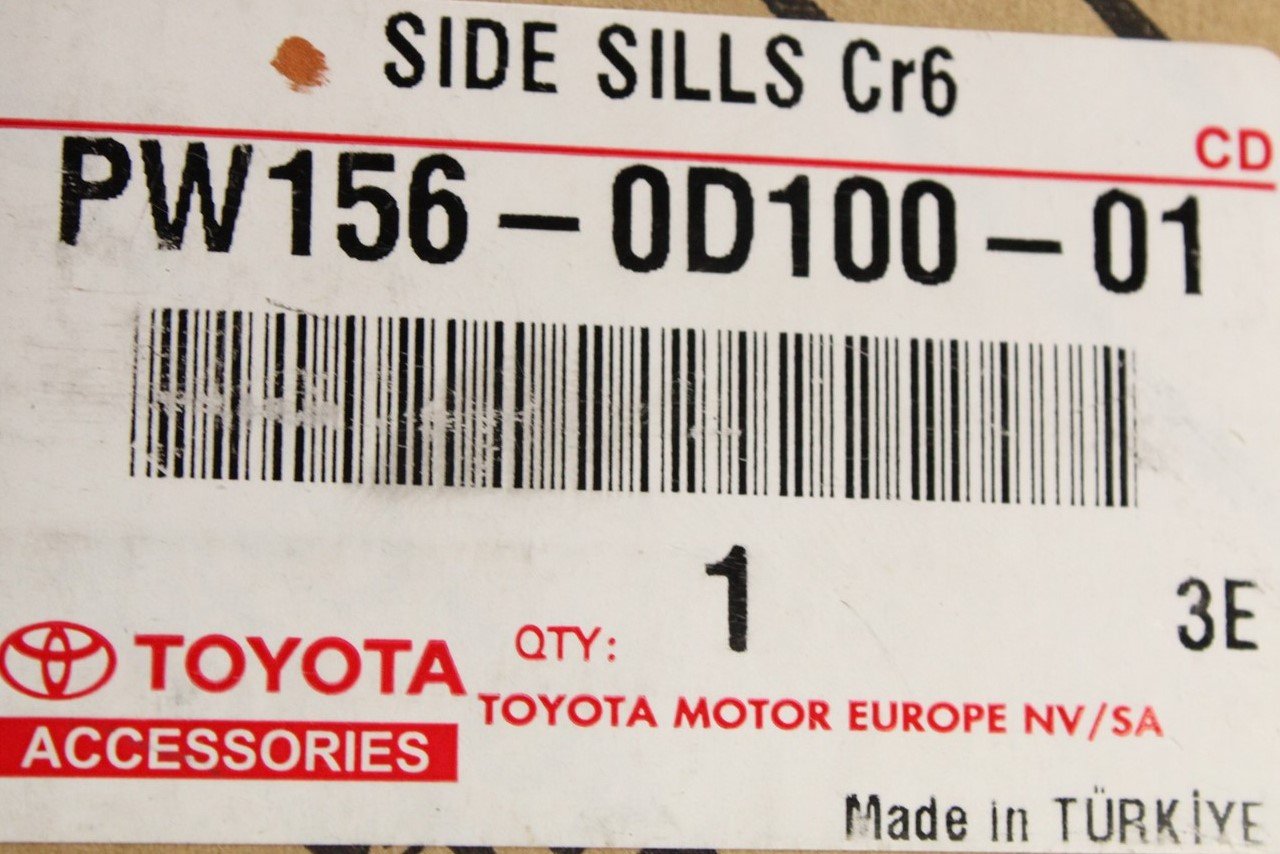 SIDE SILLS Cr6
CD
PW156-0D100-01
1
3E
QTY:
TOYOTA
TOYOTA MOTOR EUROPE NV/SA
ACCESSORIES
Made in TÜRKİYE